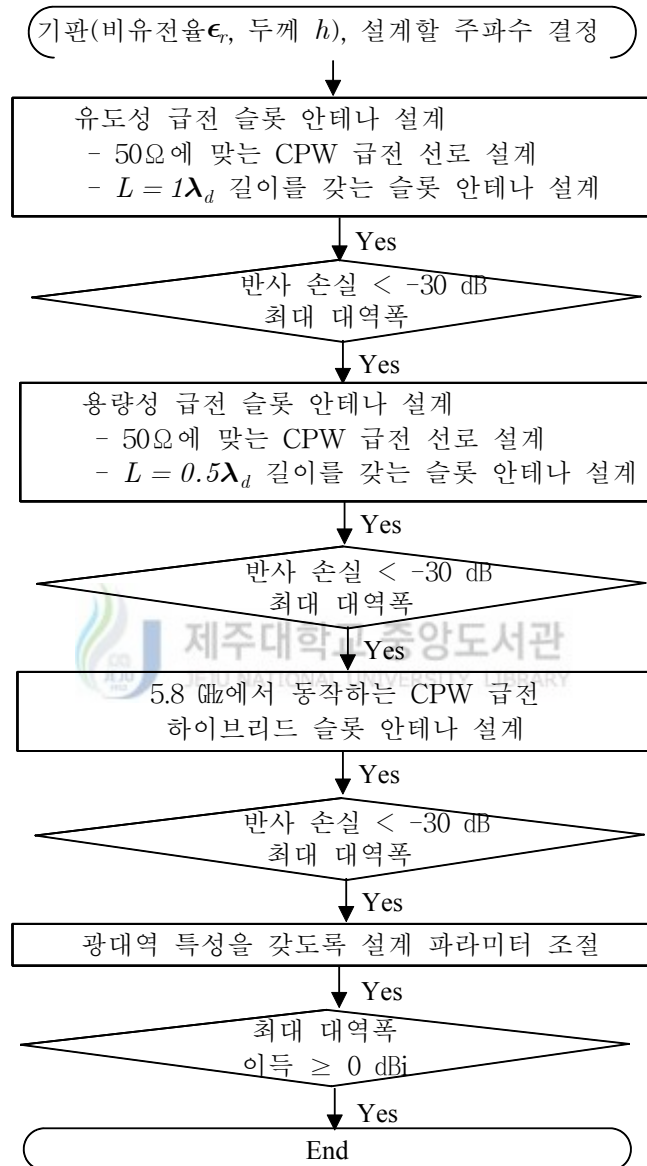 기판(비유전율ϵr, 두께 h), 설계할 주파수 결정
유도성 급전 슬롯 안테나 설계
- 50Ω에 맞는 CPW 급전 선로 설계
- L = 1λd 길이를 갖는 슬롯 안테나 설계
Yes
반사 손실 < -30 dB
최대 대역폭
Yes
용량성 급전 슬롯 안테나 설계
- 50Ω에 맞는 CPW 급전 선로 설계
- L = 0.5λd 길이를 갖는 슬롯 안테나 설계
Yes
반사 손실 < -30 dB
최대 대역폭
제주대학교 중앙도서관
JEJU NATIONAL UNIVERSITY LIBRARY
Yes
5.8 ㎓에서 동작하는 CPW 급전
하이브리드 슬롯 안테나 설계
Yes
반사 손실 < -30 dB
최대 대역폭
Yes
광대역 특성을 갖도록 설계 파라미터 조절
Yes
최대 대역폭
이득 ≥ 0 dBi
Yes
End